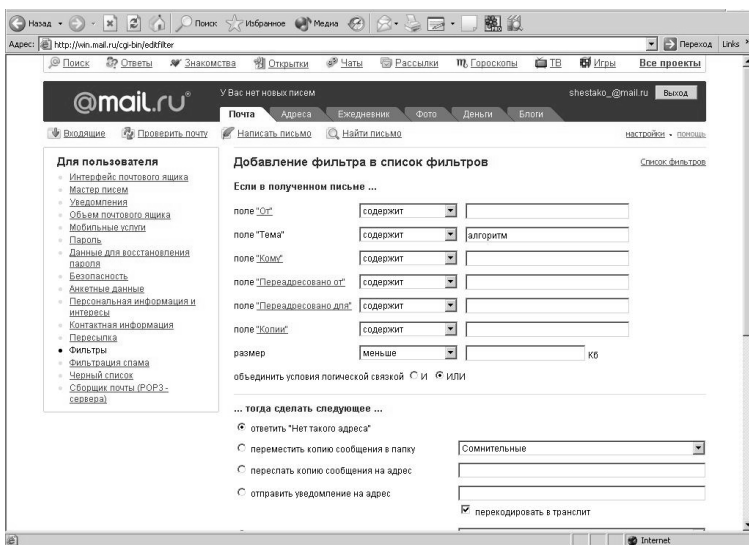 Назад Поиск Избранное Медиа
Адрес: http://win.mail.ru/cgi-bin/editfilter Переход Links »
Поиск Ответы Знакомства Открытки Чаты Рассылки Гороскопы ТВ Игры Все проекты
@mail.ru®
У Вас нет новых писем shestako_@mail.ru Выход
Почта Адреса Ежедневник Фото Деньги Блоги
Входящие Проверить почту Написать письмо Найти письмо настройки помощь
Для пользователя
Интерфейс почтового ящика
Мастер писем
Уведомления
Объем почтового ящика
Мобильные услуги
Пароль
Данные для восстановления
пароля
Безопасность
Анкетные данные
Персональная информация и
интересы
Контактная информация
Пересылка
Фильтры
Фильтрация спама
Черный список
Сборщик почты (POP3 -
сервера)
Добавление фильтра в список фильтров Список фильтров
Если в полученном письме ...
поле "От" содержит
поле "Тема" содержит алгоритм
поле "Кому" содержит
поле "Переадресовано от" содержит
поле "Переадресовано для" содержит
поле "Копии" содержит
размер меньше Кб
объединить условия логической связкой И ИЛИ
... тогда сделать следующее ...
ответить "Нет такого адреса"
переместить копию сообщения в папку Сомнительные
переслать копию сообщения на адрес
отправить уведомление на адрес
перекодировать в транслит
Internet